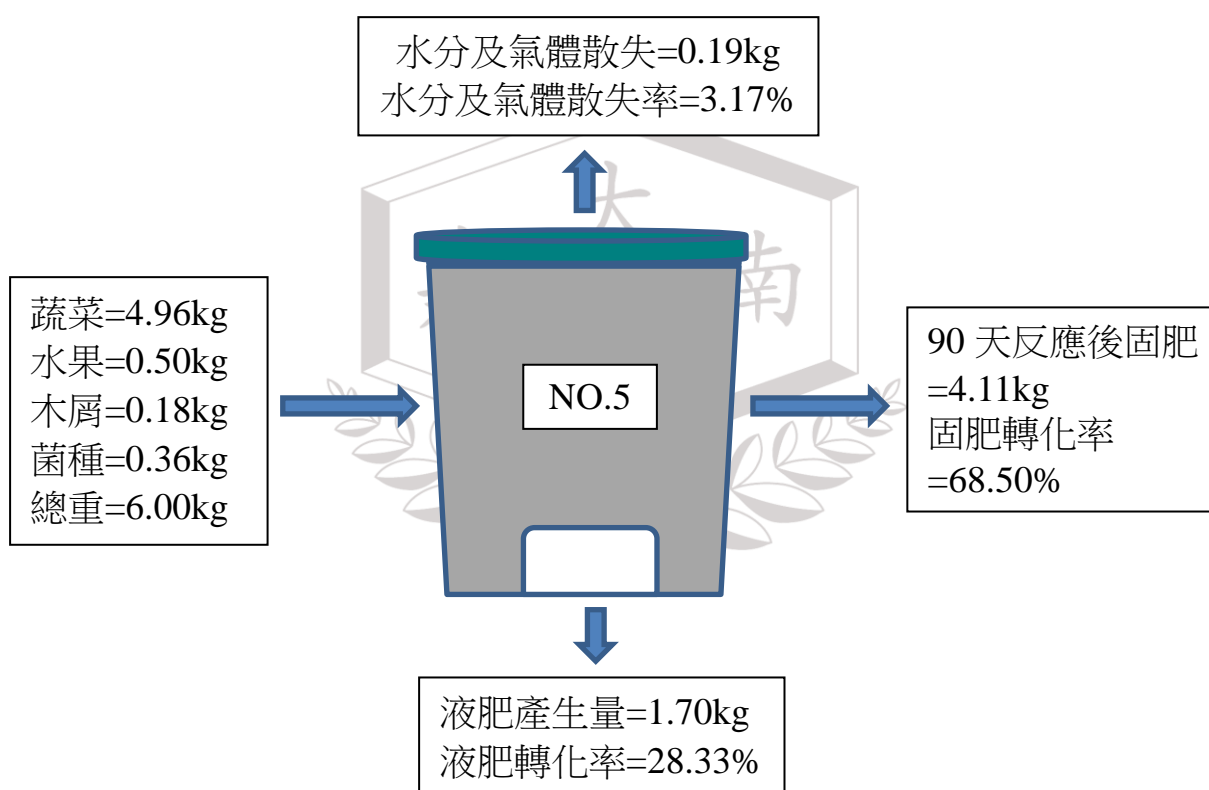 水分及氣體散失=0.19kg
水分及氣體散失率=3.17%
蔬菜=4.96kg
水果=0.50kg
木屑=0.18kg
菌種=0.36kg
總重=6.00kg
大
南
NO.5
90 天反應後固肥
=4.11kg
固肥轉化率
=68.50%
液肥產生量=1.70kg
液肥轉化率=28.33%